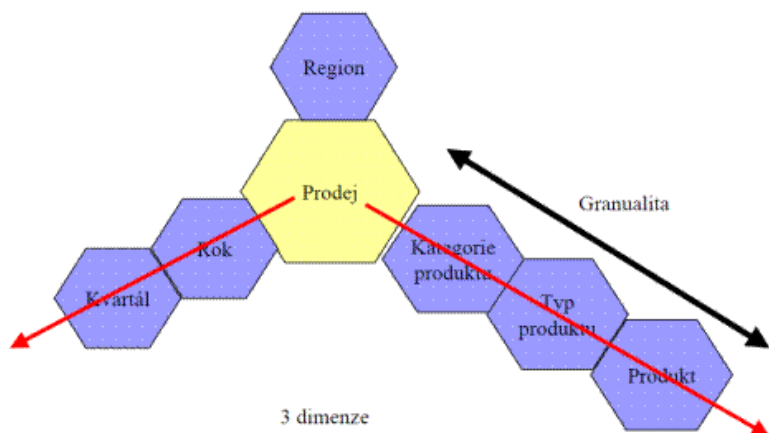 Region
Prodej
Granualita
Rok
Kategorie
produktu
Kvartál
Typ
produktu
Produkt
3 dimenze